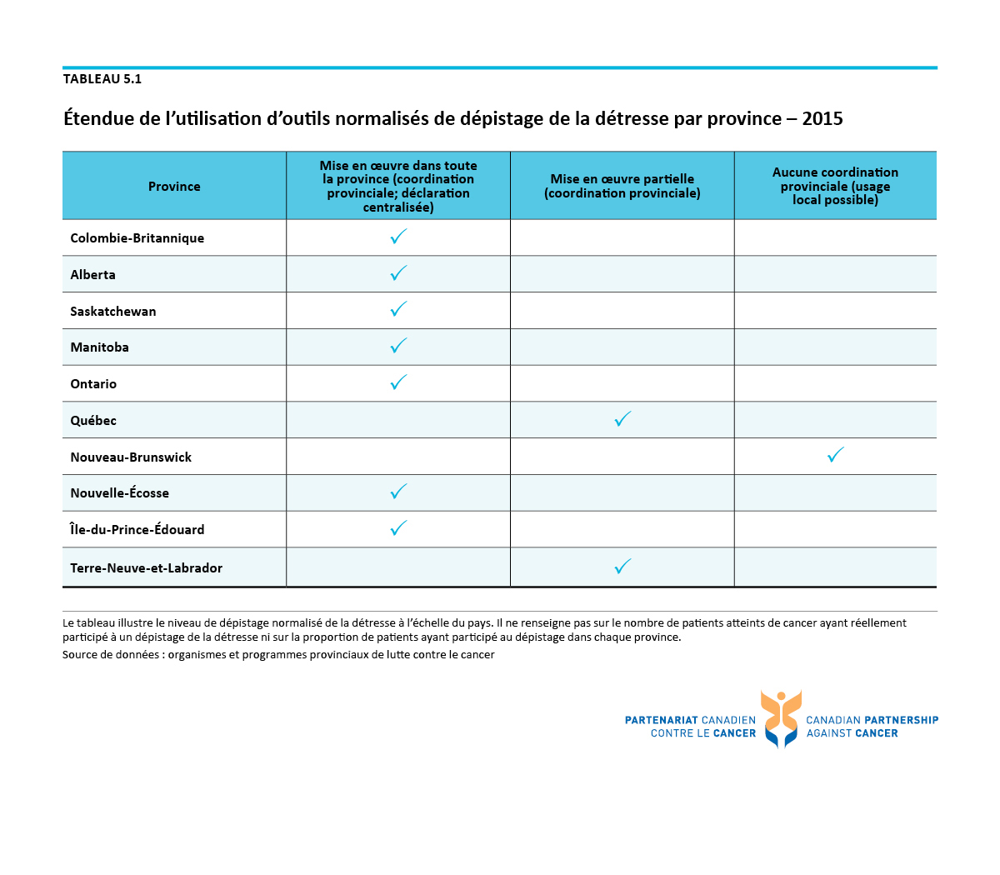 TABLEAU 5.1
Étendue de l’utilisation d’outils normalisés de dépistage de la détresse par province – 2015
Province
Mise en œuvre dans toute
la province (coordination
provinciale; déclaration
centralisée)
Mise en œuvre partielle
(coordination provinciale)
Aucune coordination
provinciale (usage
local possible)
Colombie-Britannique ✓
Alberta ✓
Saskatchewan ✓
Manitoba ✓
Ontario ✓
Québec ✓
Nouveau-Brunswick ✓
Nouvelle-Écosse ✓
Île-du-Prince-Édouard ✓
Terre-Neuve-et-Labrador ✓
Le tableau illustre le niveau de dépistage normalisé de la détresse à l’échelle du pays. Il ne renseigne pas sur le nombre de patients atteints de cancer ayant réellement
participé à un dépistage de la détresse ni sur la proportion de patients ayant participé au dépistage dans chaque province.
Source de données : organismes et programmes provinciaux de lutte contre le cancer
PARTENARIAT CANADIEN
CONTRE LE CANCER
CANADIAN PARTNERSHIP
AGAINST CANCER